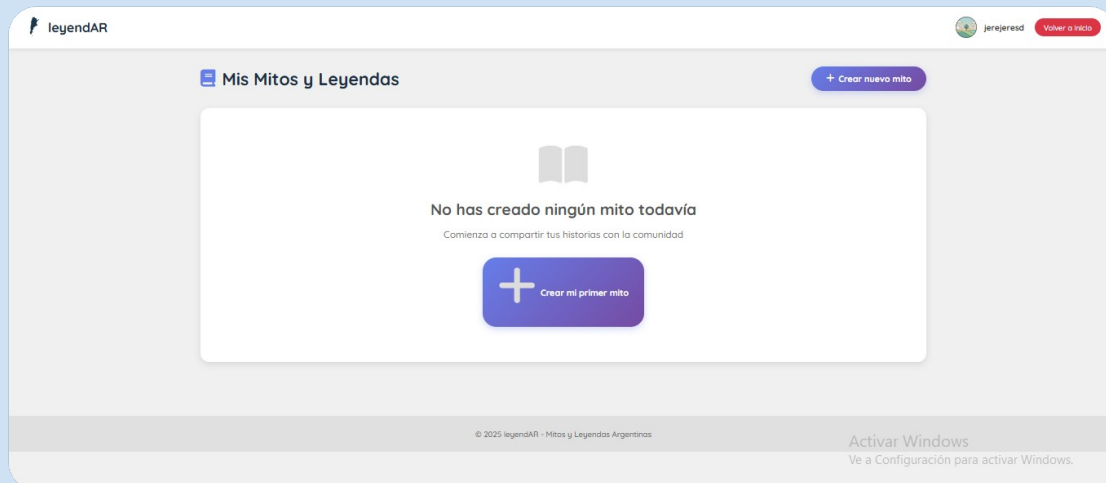 leyendAR
jerejeresd
Volver a inicio
Mis Mitos y Leyendas
+ Crear nuevo mito
No has creado ningún mito todavía
Comienza a compartir tus historias con la comunidad
+ Crear mi primer mito
© 2025 leyendAR - Mitos y Leyendas Argentinas
Activar Windows
Ve a Configuración para activar Windows.